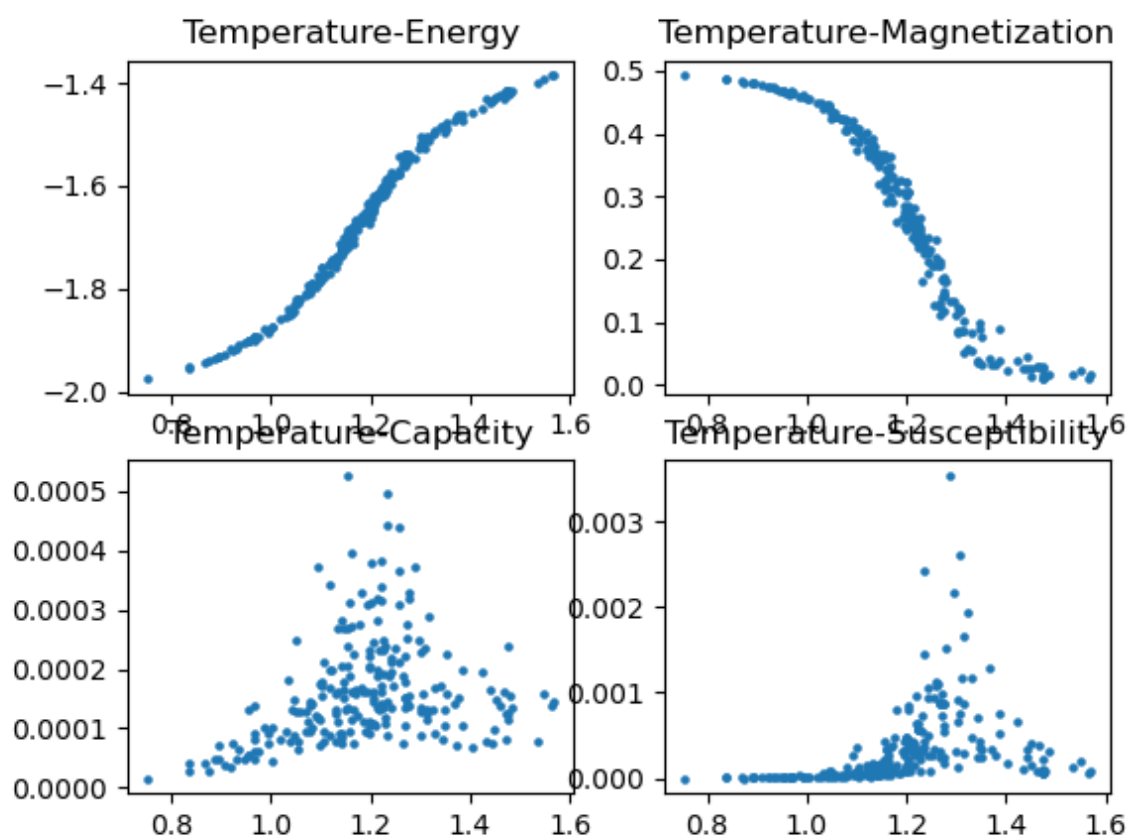 Temperature-Energy
−1.4
−1.6
−1.8
−2.0
0.8 1.0 1.2 1.4 1.6
Temperature-Magnetization
0.5
0.4
0.3
0.2
0.1
0.0
0.8 1.0 1.2 1.4 1.6
Temperature-Capacity
0.0005
0.0004
0.0003
0.0002
0.0001
0.0000
0.8 1.0 1.2 1.4 1.6
Temperature-Susceptibility
0.003
0.002
0.001
0.000
0.8 1.0 1.2 1.4 1.6